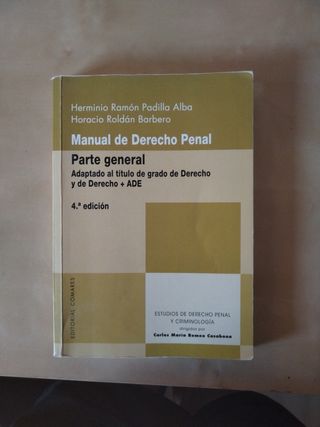 Herminio Ramón Padilla Alba
Horacio Roldán Barbero
Manual de Derecho Penal
Parte general
Adaptado al título de grado de Derecho
y de Derecho + ADE
4.ª edición
EDITORIAL COMARES
ESTUDIOS DE DERECHO PENAL
Y CRIMINOLOGÍA
dirigidos por
Carlos María Romeo Casabona